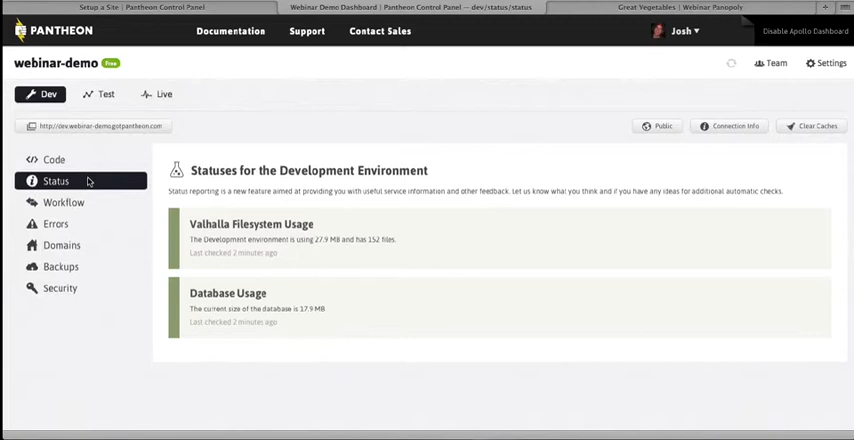 Setup a Site | Pantheon Control Panel
Webinar Demo Dashboard | Pantheon Control Panel — dev/status/status
Great Vegetables | Webinar Panopoly
PANTHEON
Documentation
Support
Contact Sales
Josh
Disable Apollo Dashboard
webinar-demo
Free
Team
Settings
Dev
Test
Live
http://dev.webinar-demo.gotpantheon.com
Public
Connection Info
Clear Caches
Code
Status
Workflow
Errors
Domains
Backups
Security
Statuses for the Development Environment
Status reporting is a new feature aimed at providing you with useful service information and other feedback. Let us know what you think and if you have any ideas for additional automatic checks.
Valhalla Filesystem Usage
The Development environment is using 27.9 MB and has 152 files.
Last checked 2 minutes ago
Database Usage
The current size of the database is 17.9 MB
Last checked 2 minutes ago